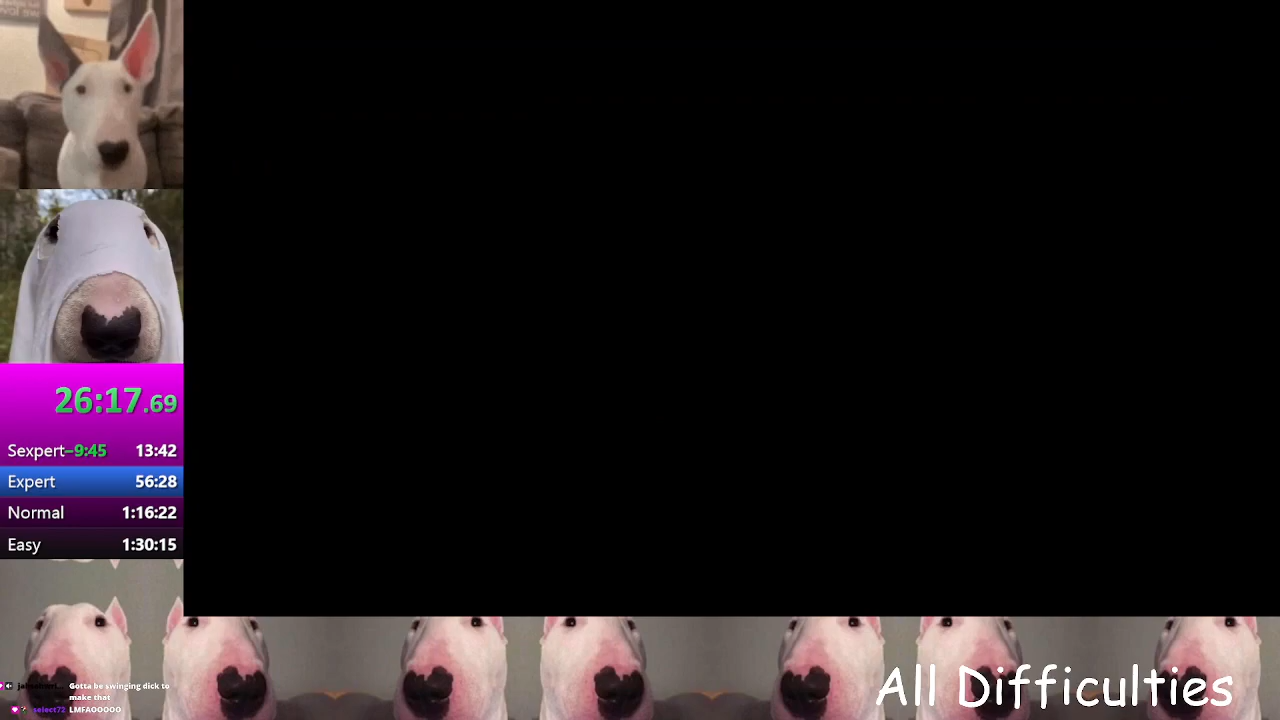 26:17.69
Sexpert -9:45 13:42
Expert 56:28
Normal 1:16:22
Easy 1:30:15
Gotta be swinging dick to
make that
select72 LMFAOOOOO
All Difficulties